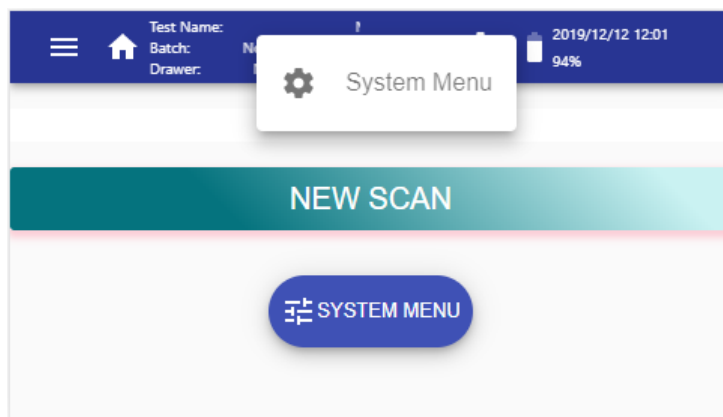 Test Name:
Batch:
Drawer:
2019/12/12 12:01
94%
System Menu
NEW SCAN
SYSTEM MENU